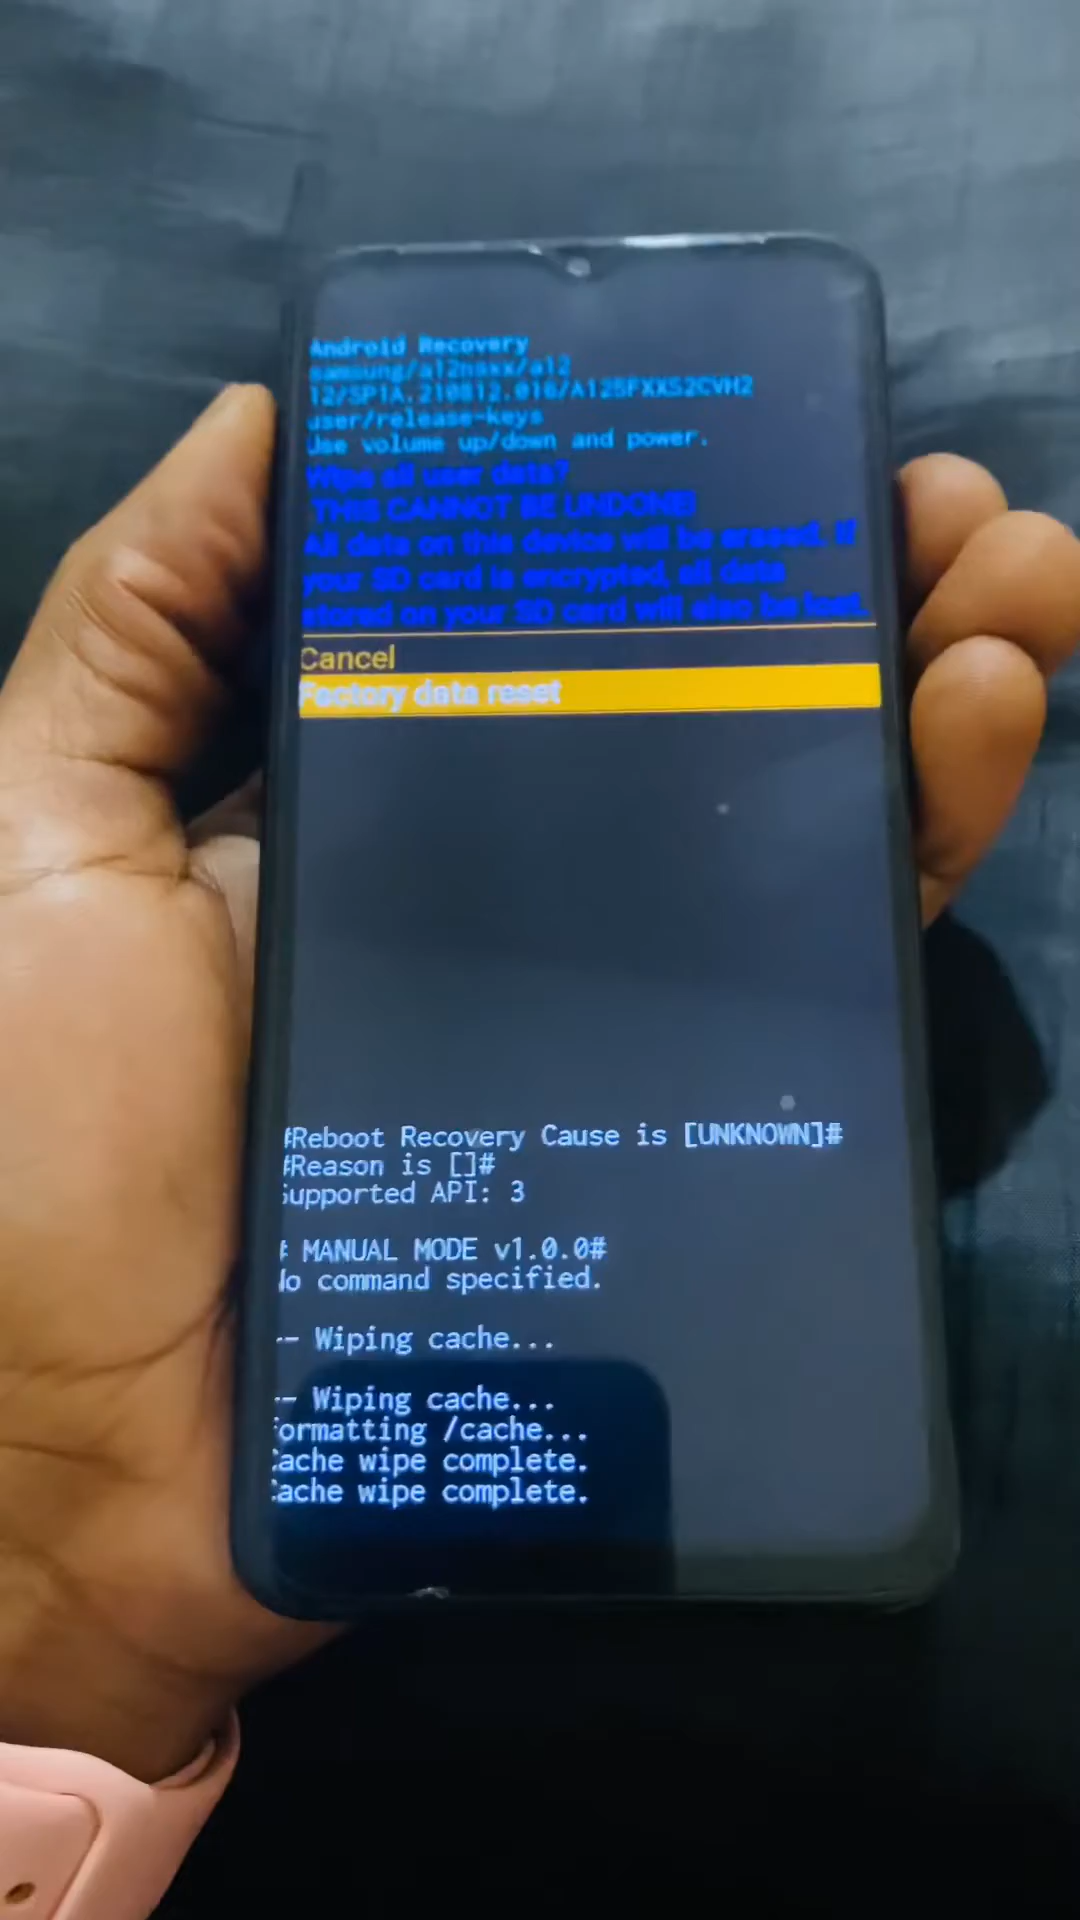 Android Recovery
samsung/a12nsxx/a12
12/SP1A.210812.016/A125FXXS2CVH2
user/release-keys
Use volume up/down and power.
Wipe all user data?
THIS CANNOT BE UNDONE!
All data on this device will be erased. If
your SD card is encrypted, all data
stored on your SD card will also be lost.
Cancel
Factory data reset
#Reboot Recovery Cause is [UNKNOWN]#
#Reason is []#
Supported API: 3
# MANUAL MODE v1.0.0#
No command specified.
-- Wiping cache...
-- Wiping cache...
Formatting /cache...
Cache wipe complete.
Cache wipe complete.